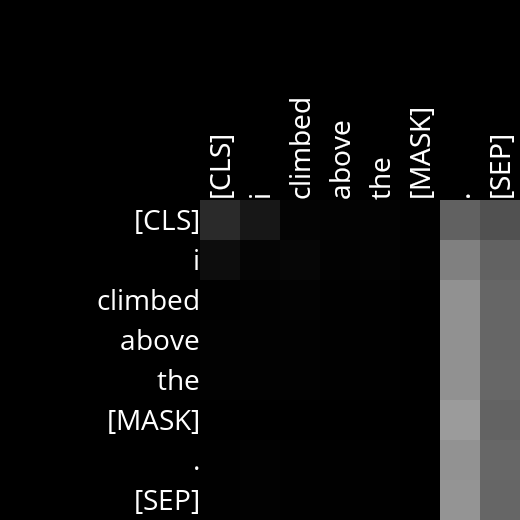 [CLS] i climbed above the [MASK] . [SEP]
[CLS]
i
climbed
above
the
[MASK]
.
[SEP]